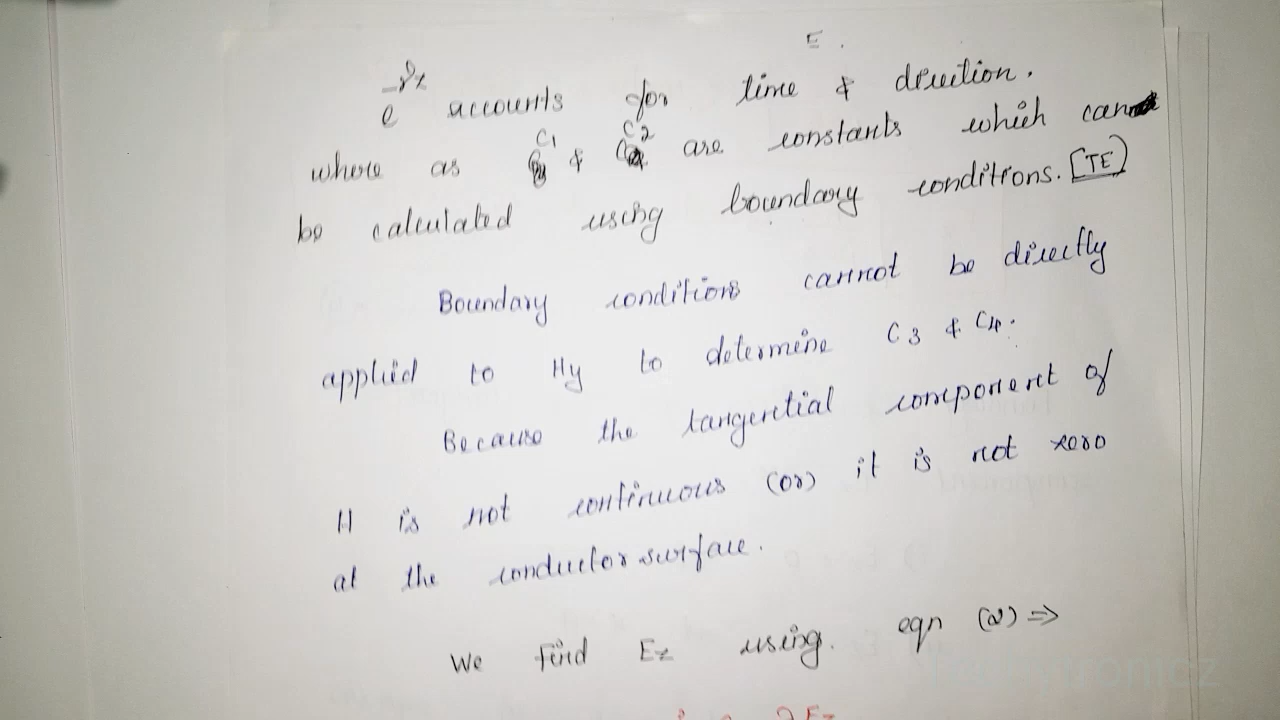 E.
e^-γz accounts for time & direction.
where as C1 & C2 are constants which can
be calculated using boundary conditions. [TE]
Boundary conditions cannot be directly
applied to Hy to determine C3 & C4.
Because the tangential component of
H is not continuous (or) it is not zero
at the conductor surface.
We find Ez using. eqn (2) ⇒
∂Ez